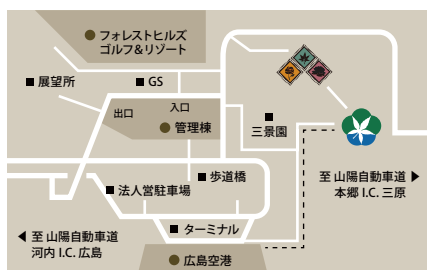 フォレストヒルズ
ゴルフ&リゾート
展望所
GS
出口
入口
管理棟
三景園
至 山陽自動車道 ▶
本郷 I.C. 三原
歩道橋
法人営駐車場
ターミナル
◀ 至 山陽自動車道
河内 I.C. 広島
広島空港